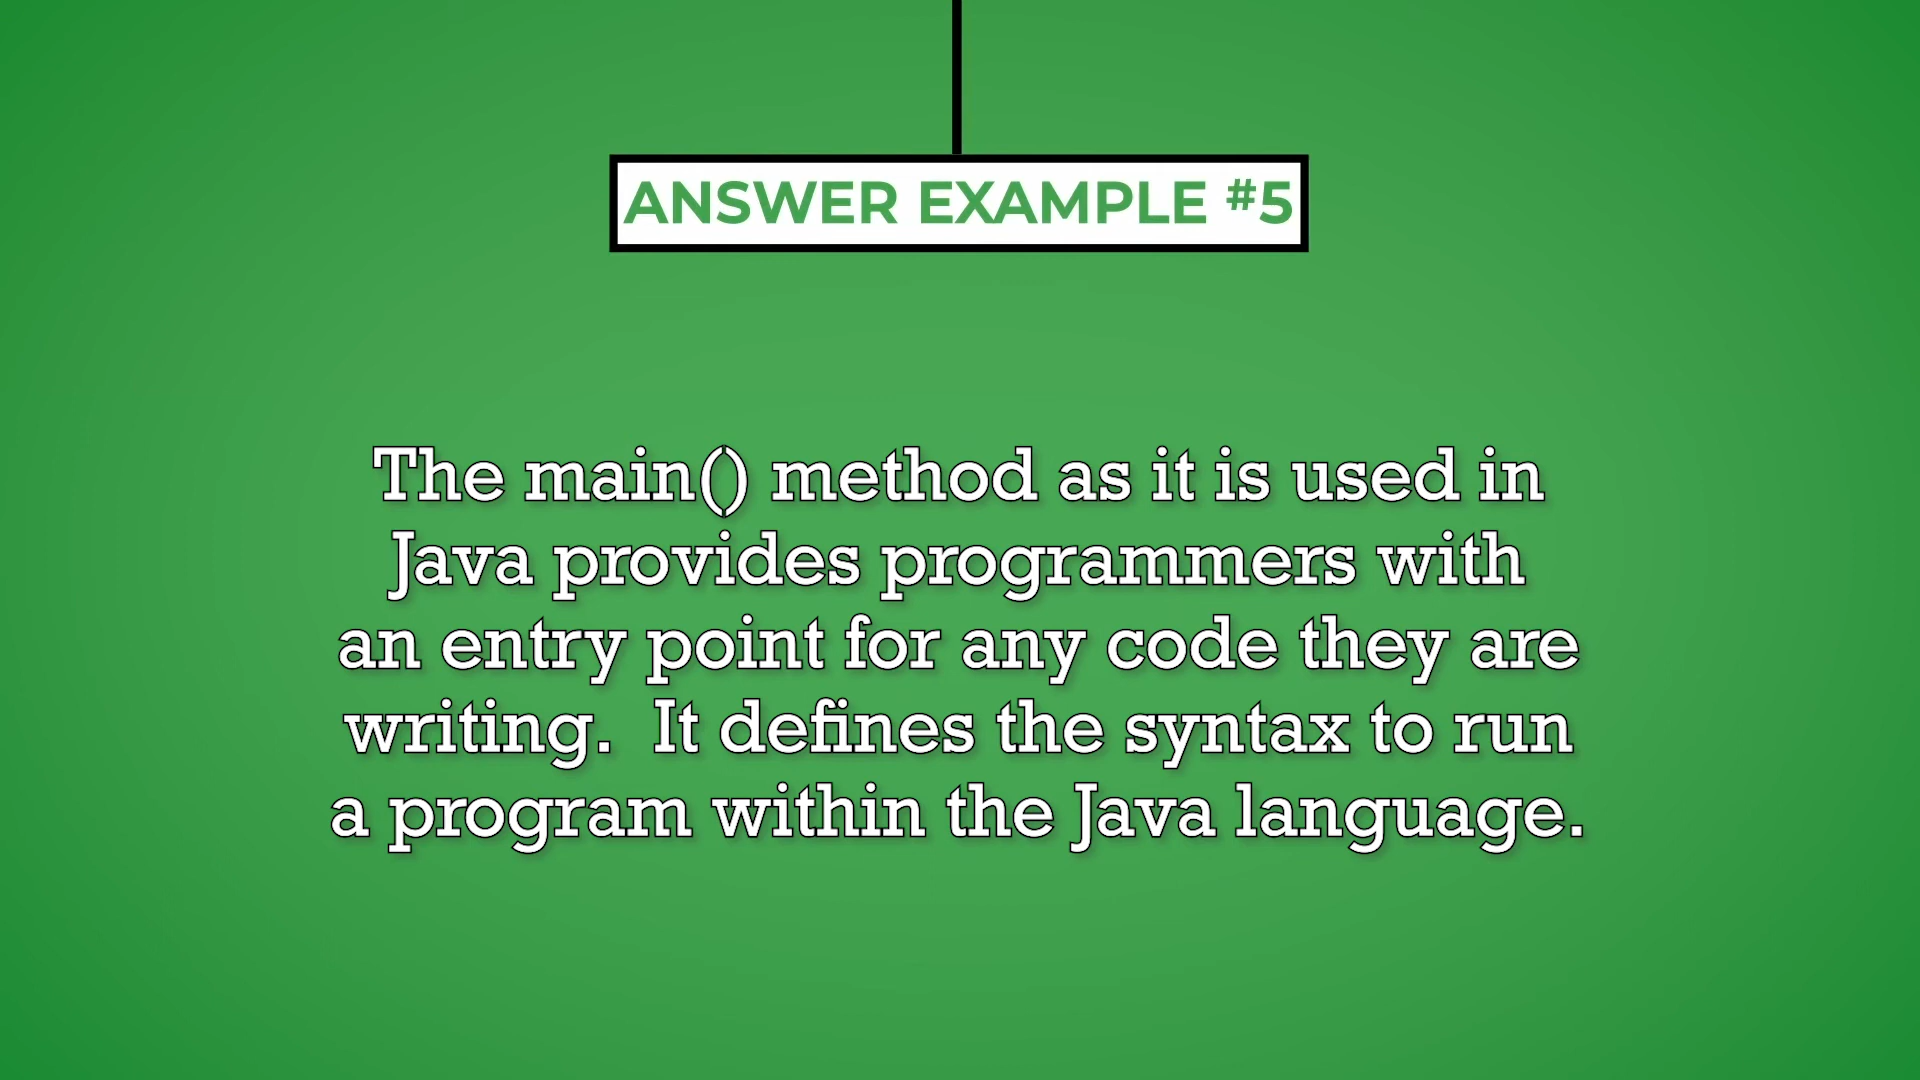 ANSWER EXAMPLE #5
The main() method as it is used in
Java provides programmers with
an entry point for any code they are
writing.  It defines the syntax to run
a program within the Java language.